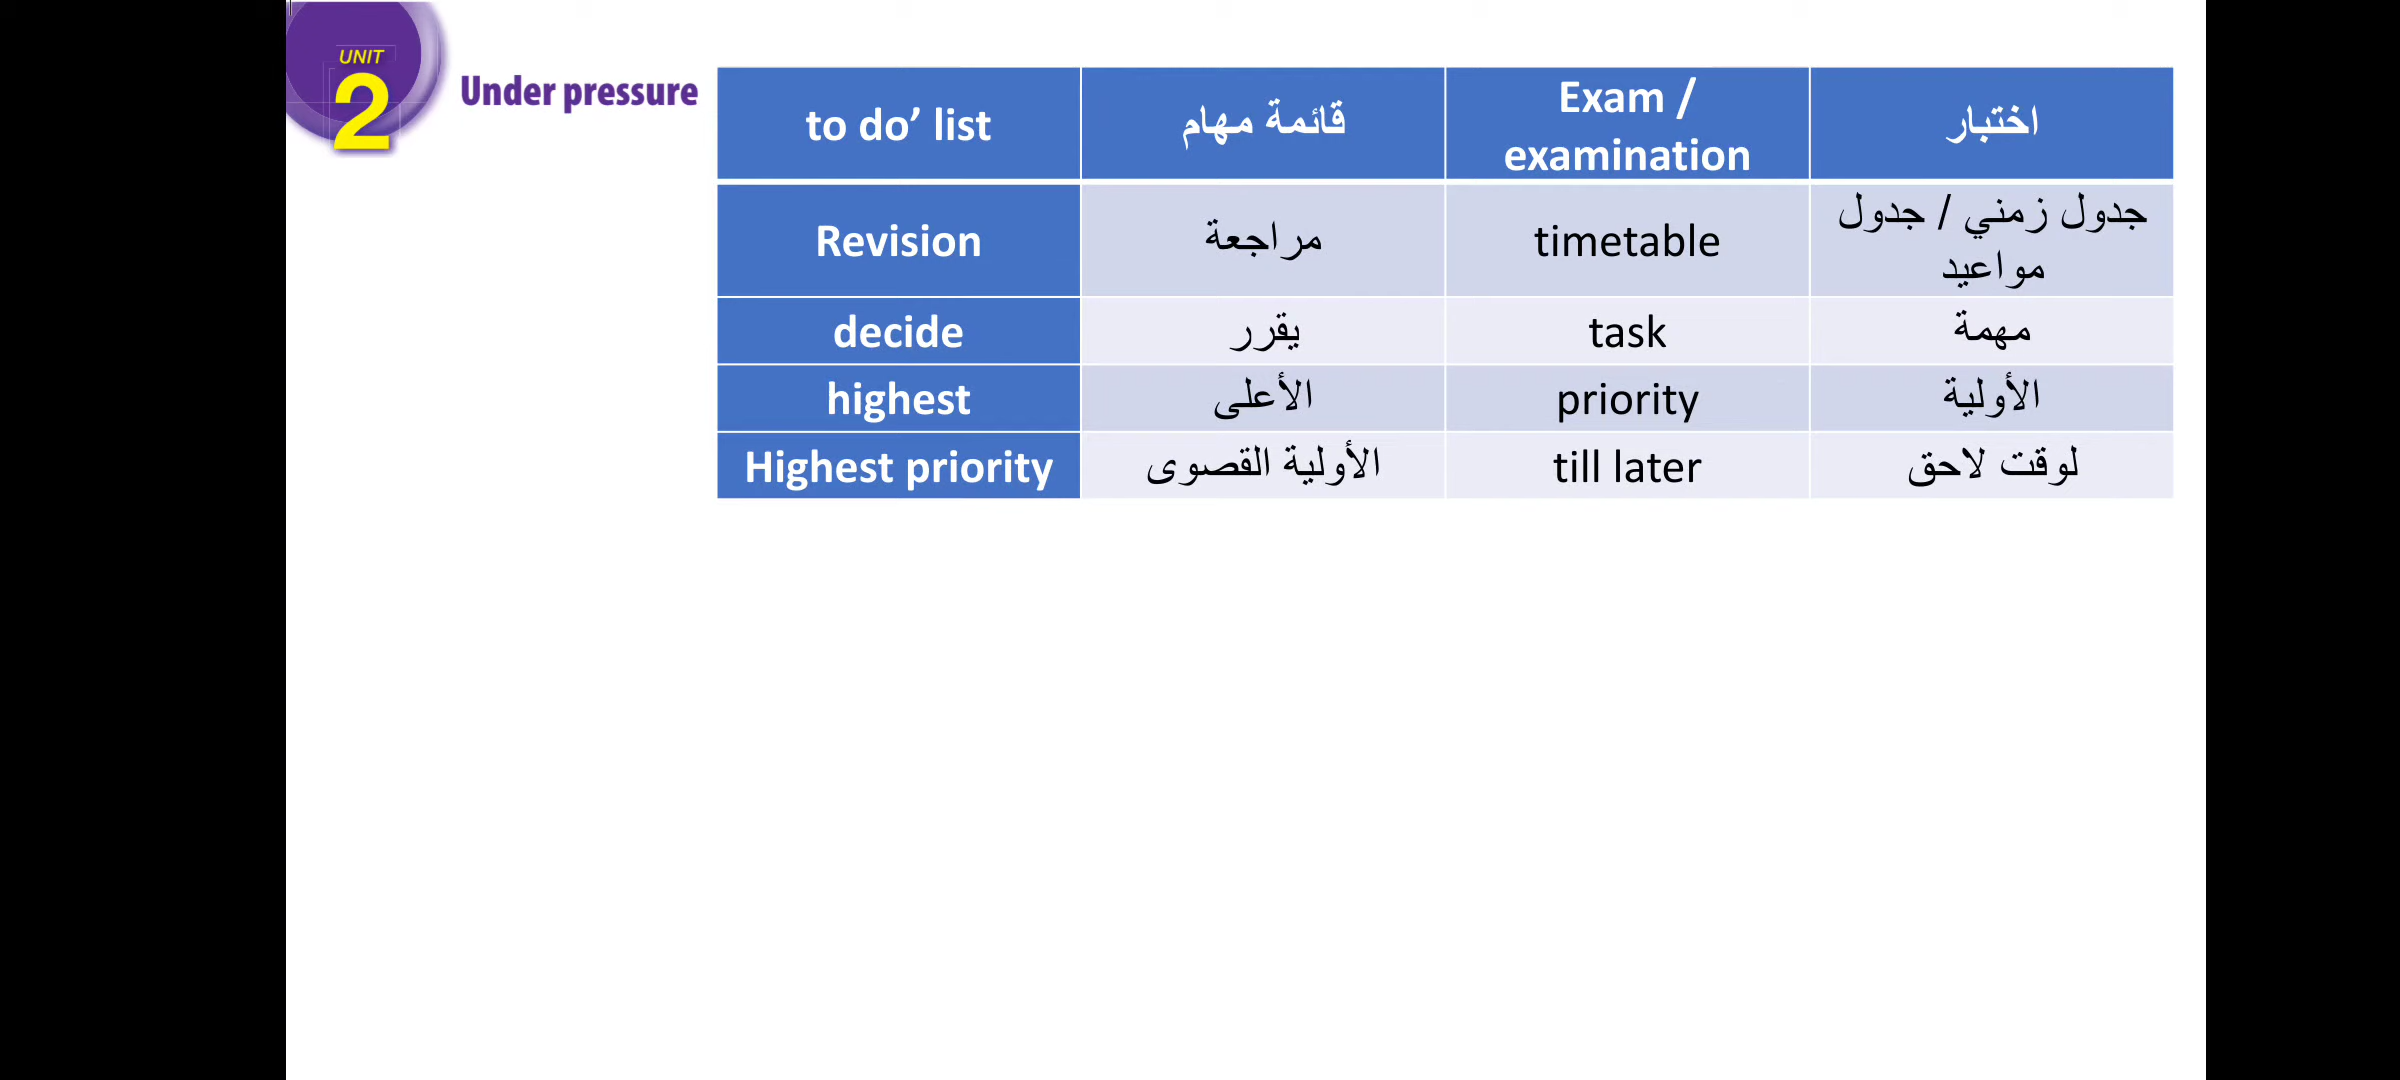 UNIT
2
Under pressure
to do’ list
قائمة مهام
Exam /
examination
اختبار
Revision
مراجعة
timetable
جدول زمني / جدول
مواعيد
decide
يقرر
task
مهمة
highest
الأعلى
priority
الأولية
Highest priority
الأولية القصوى
till later
لوقت لاحق